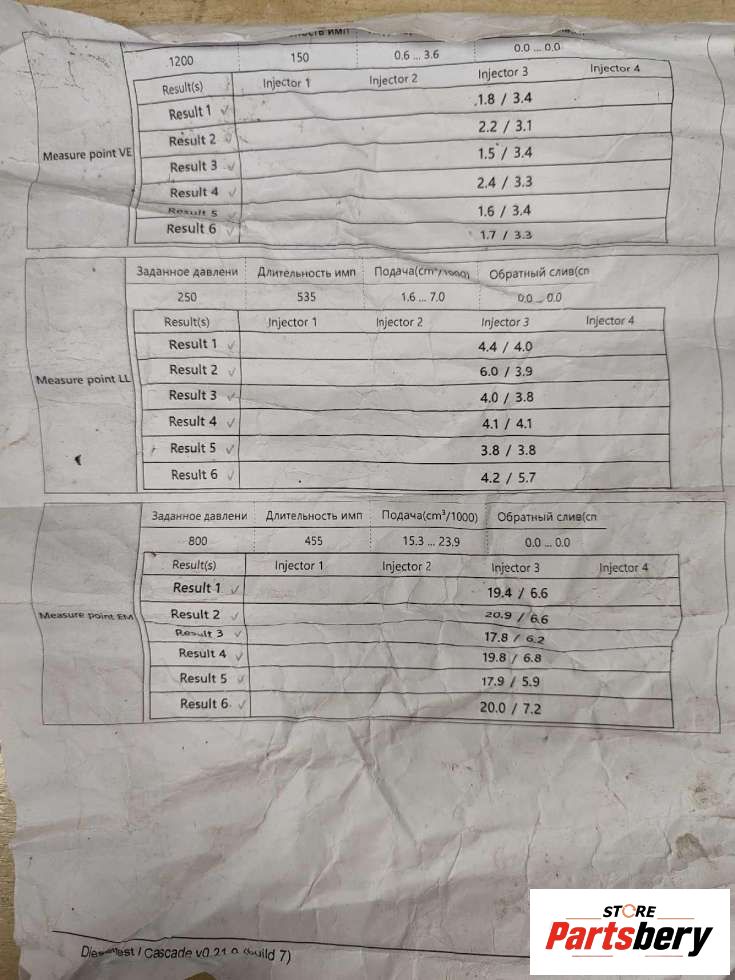 1200 150 0.6 ... 3.6 0.0 ... 0.0
Measure point VE
Result(s) Injector 1 Injector 2 Injector 3 Injector 4
Result 1 1.8 / 3.4
Result 2 2.2 / 3.1
Result 3 1.5 / 3.4
Result 4 2.4 / 3.3
Result 5 1.6 / 3.4
Result 6 1.7 / 3.3
Заданное давлени Длительность имп Подача(cm³/1000) Обратный слив(сп
250 535 1.6 ... 7.0 0.0 ... 0.0
Measure point LL
Result(s) Injector 1 Injector 2 Injector 3 Injector 4
Result 1 4.4 / 4.0
Result 2 6.0 / 3.9
Result 3 4.0 / 3.8
Result 4 4.1 / 4.1
Result 5 3.8 / 3.8
Result 6 4.2 / 5.7
Заданное давлени Длительность имп Подача(cm³/1000) Обратный слив(сп
800 455 15.3 ... 23.9 0.0 ... 0.0
Measure point EM
Result(s) Injector 1 Injector 2 Injector 3 Injector 4
Result 1 19.4 / 6.6
Result 2 20.9 / 6.6
Result 3 17.8 / 6.2
Result 4 19.8 / 6.8
Result 5 17.9 / 5.9
Result 6 20.0 / 7.2
/ Cascade v0.21.0 (build 7)
STORE
Partsbery